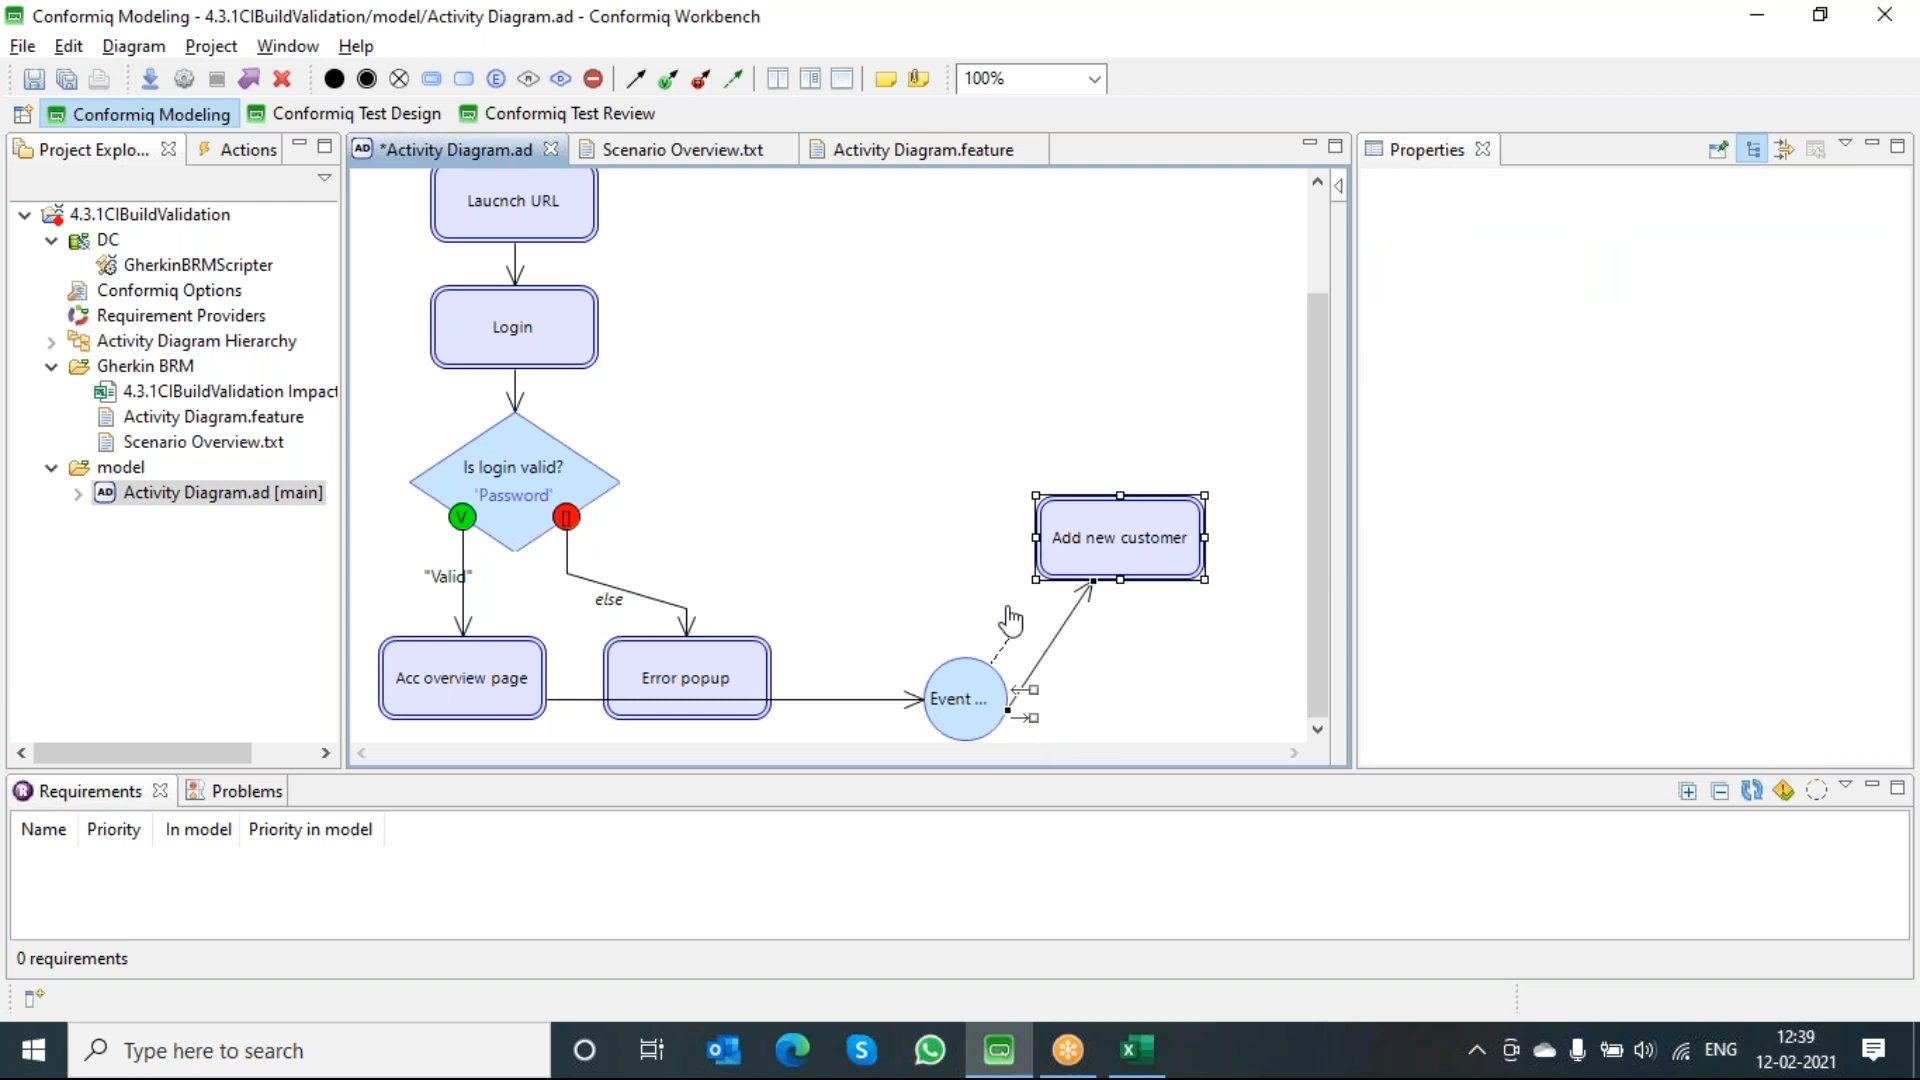 Conformiq Modeling - 4.3.1CIBuildValidation/model/Activity Diagram.ad - Conformiq Workbench
File Edit Diagram Project Window Help
100%
Conformiq Modeling Conformiq Test Design Conformiq Test Review
Project Explo... Actions
*Activity Diagram.ad Scenario Overview.txt Activity Diagram.feature
Properties
4.3.1CIBuildValidation
DC
GherkinBRMScripter
Conformiq Options
Requirement Providers
Activity Diagram Hierarchy
Gherkin BRM
4.3.1CIBuildValidation Impact
Activity Diagram.feature
Scenario Overview.txt
model
AD Activity Diagram.ad [main]
Laucnch URL
Login
Is login valid?
'Password'
V []
"Valid"
else
Acc overview page
Error popup
Event ...
Add new customer
Requirements Problems
Name Priority In model Priority in model
0 requirements
Type here to search
ENG
12:39
12-02-2021